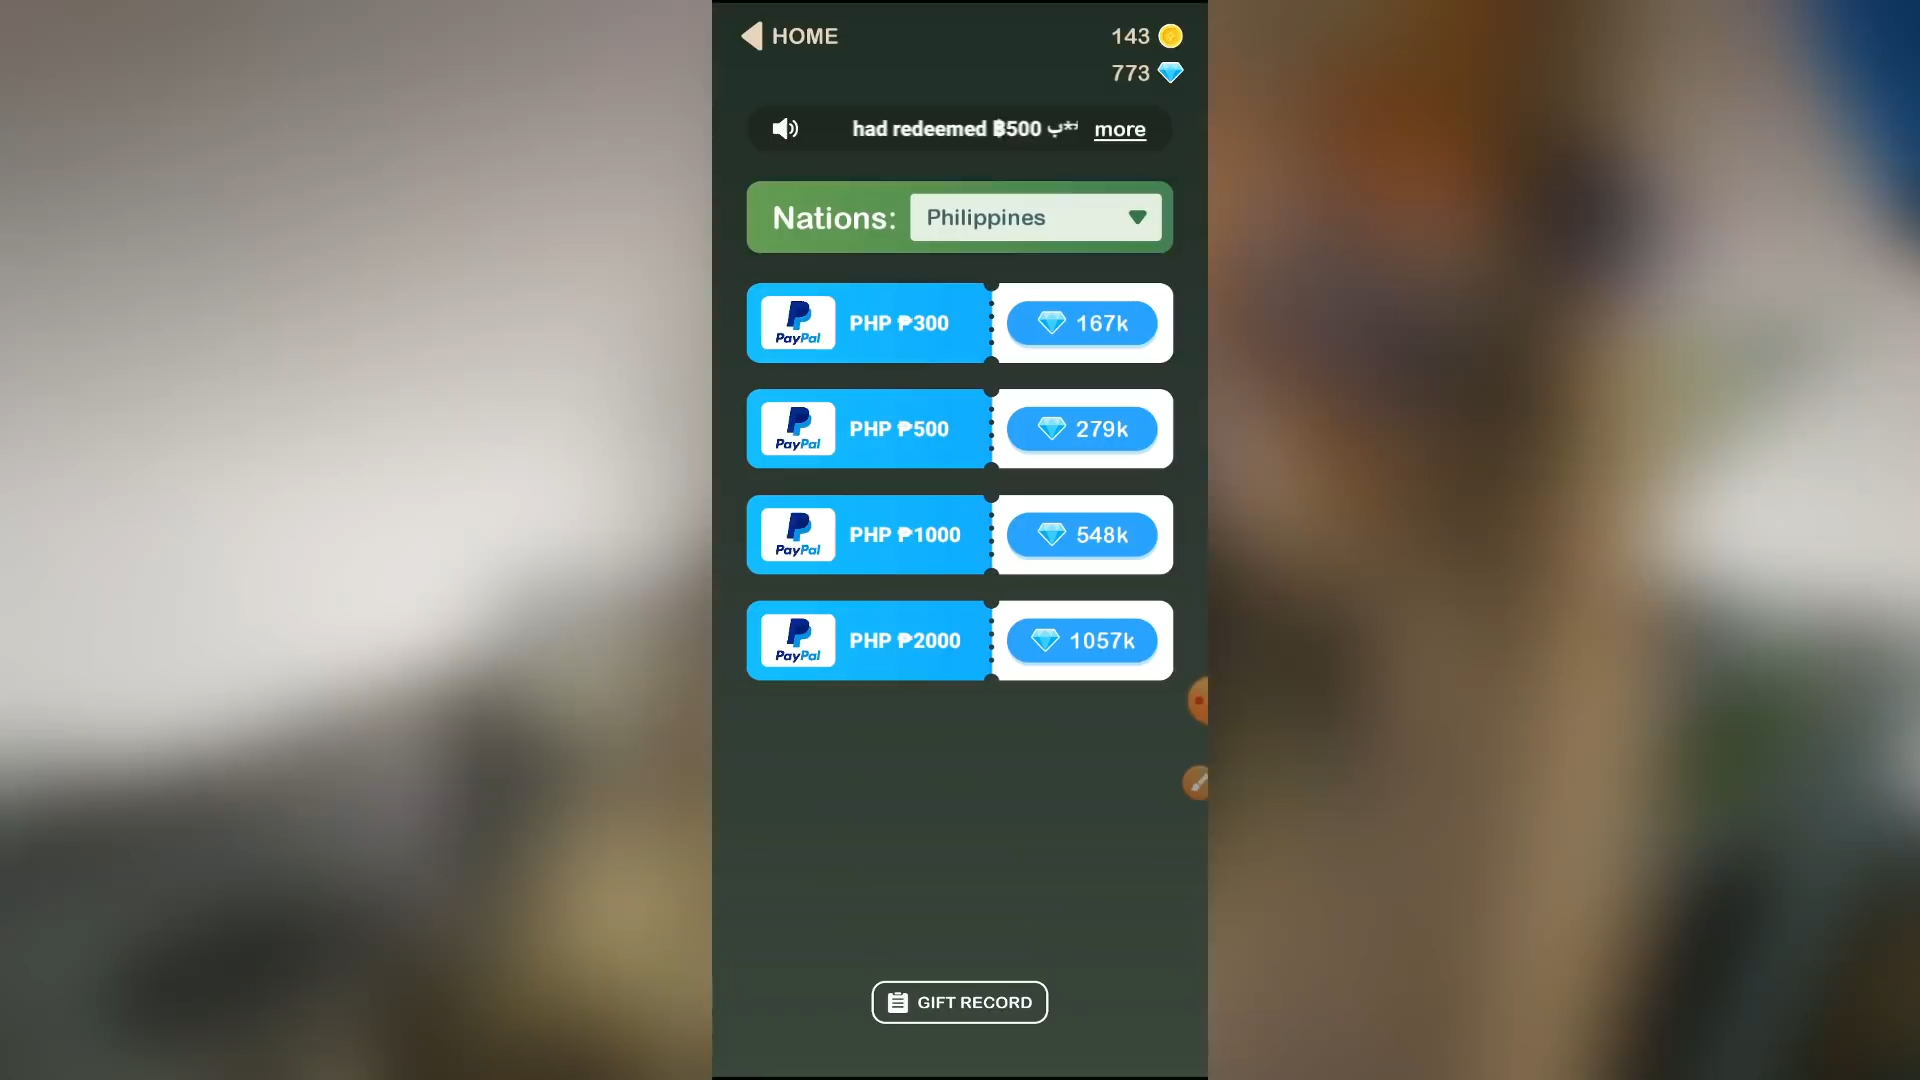 HOME
143
773
had redeemed ฿500
more
Nations:
Philippines
PayPal
PHP ₱300
167k
PayPal
PHP ₱500
279k
PayPal
PHP ₱1000
548k
PayPal
PHP ₱2000
1057k
GIFT RECORD